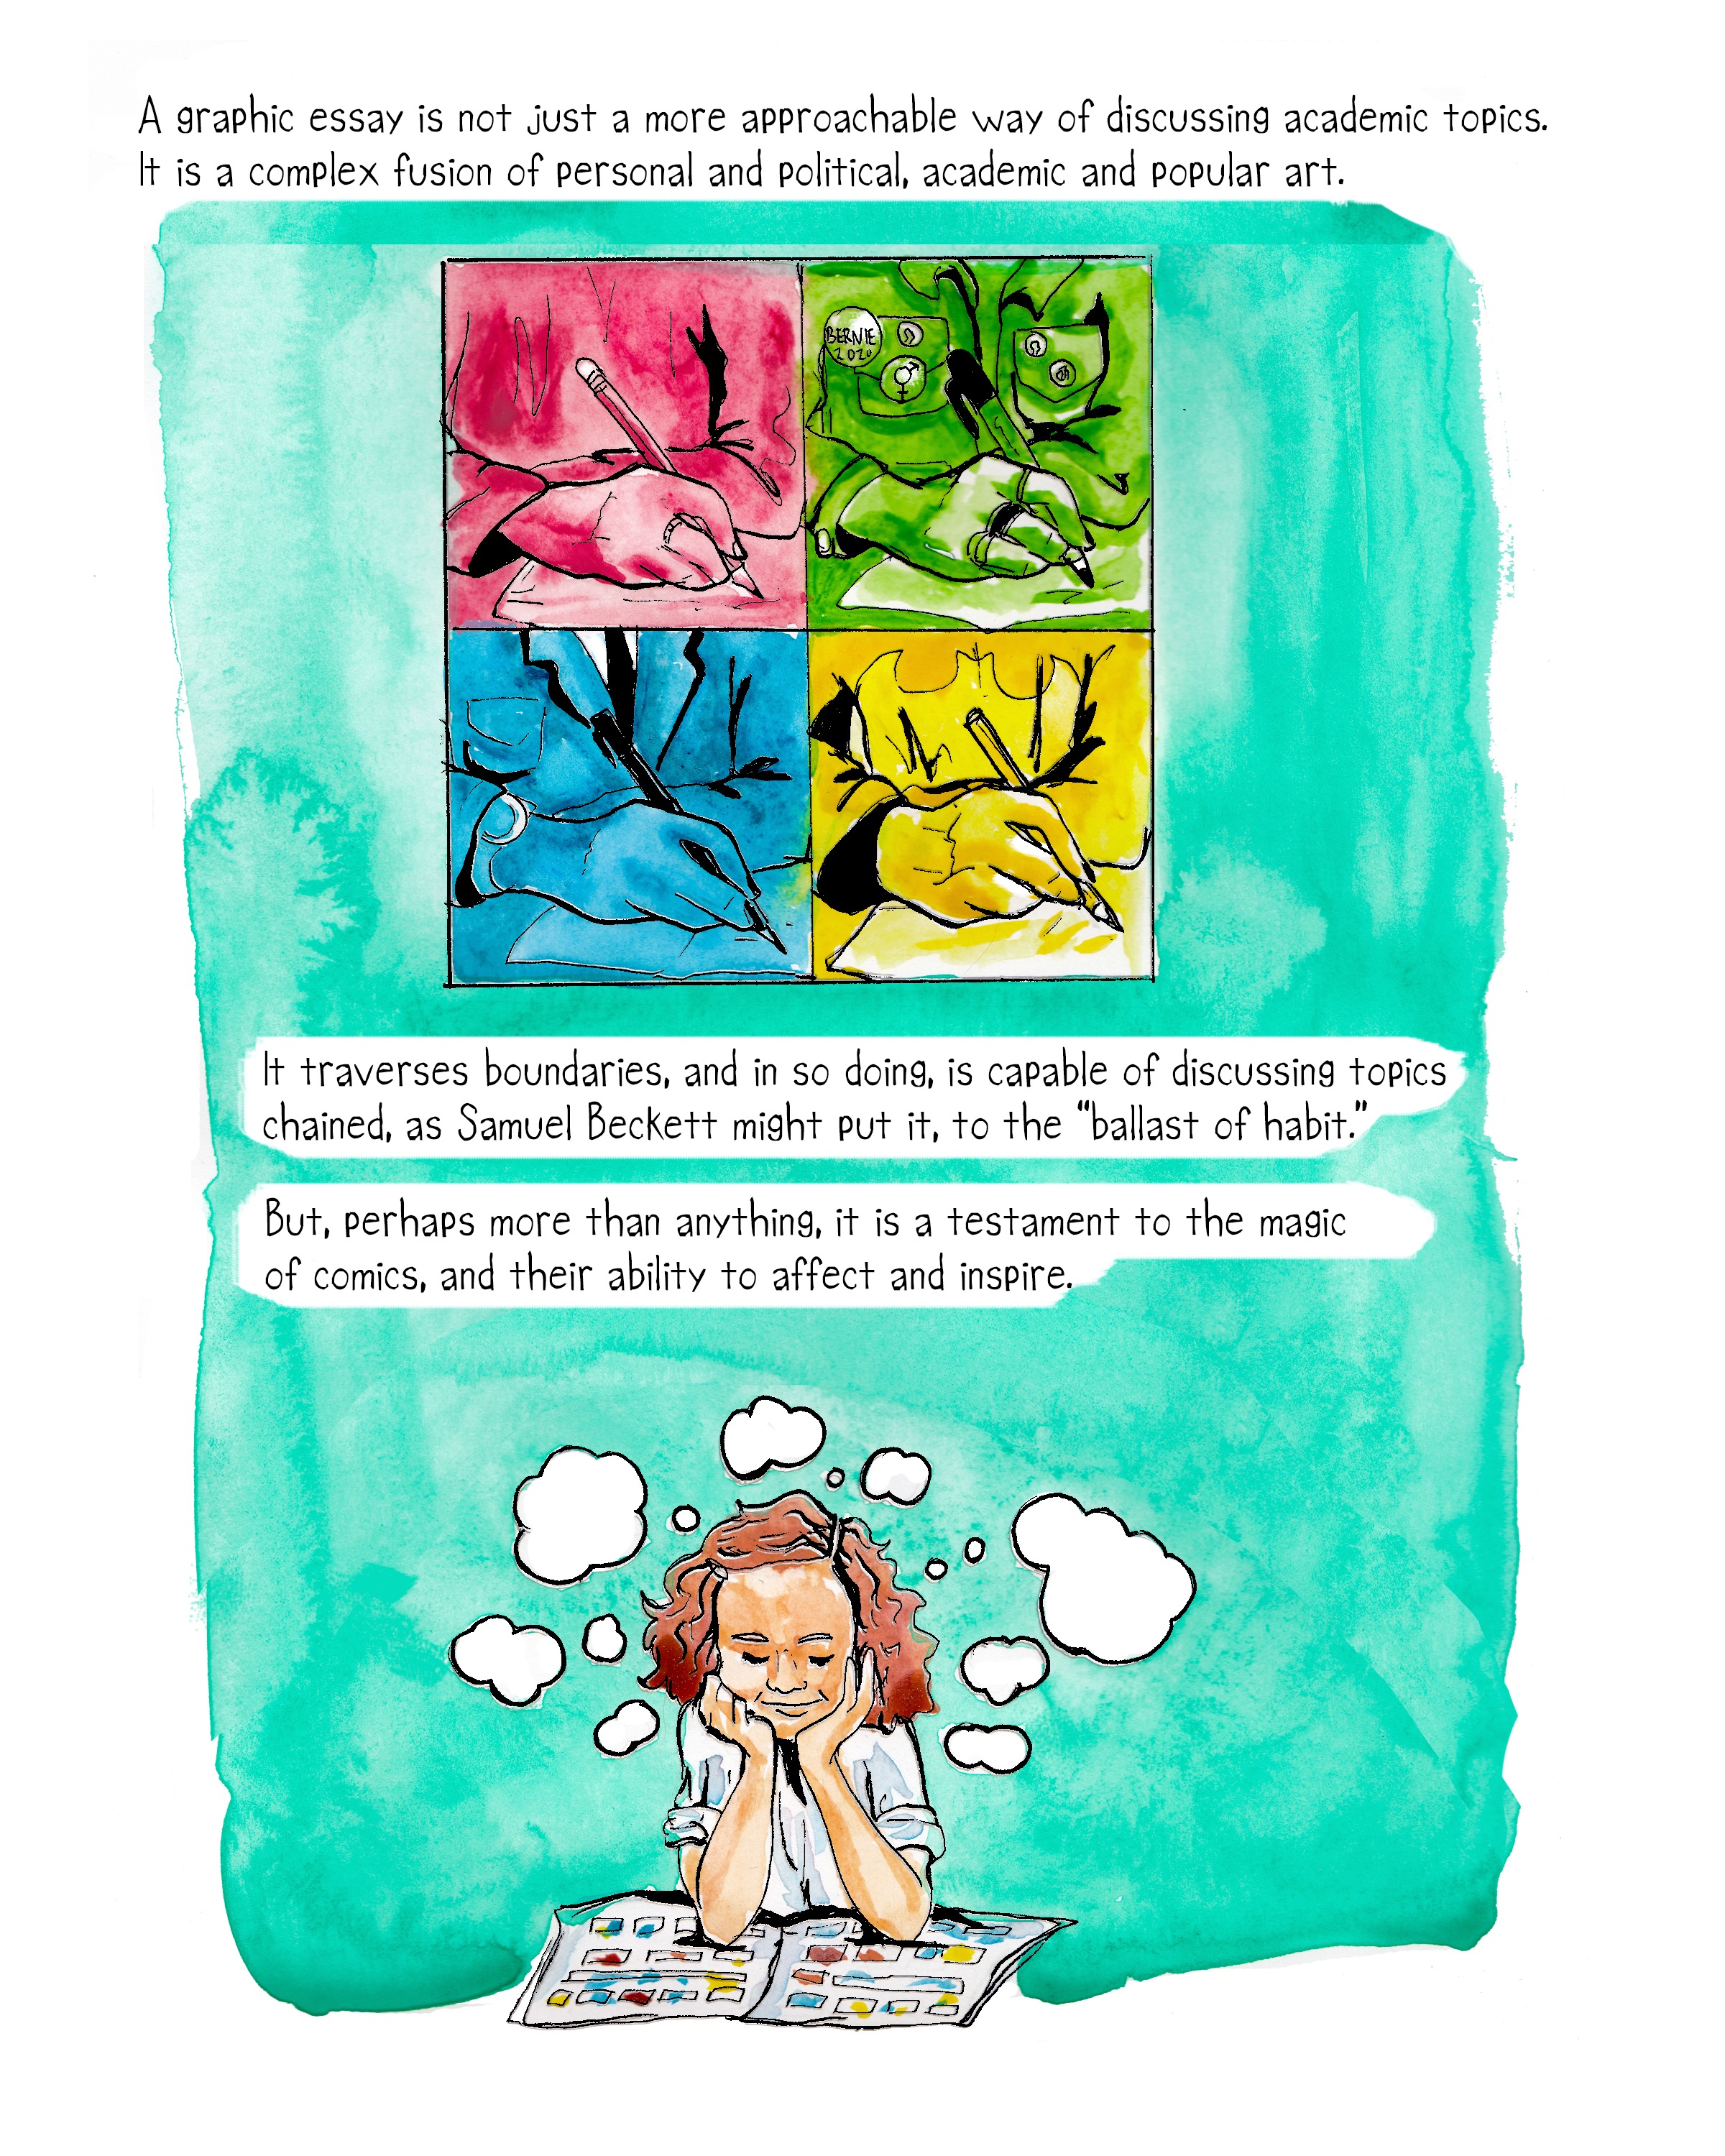 A graphic essay is not just a more approachable way of discussing academic topics.
It is a complex fusion of personal and political, academic and popular art.
BERNIE
2020
It traverses boundaries, and in so doing, is capable of discussing topics
chained, as Samuel Beckett might put it, to the “ballast of habit.”
But, perhaps more than anything, it is a testament to the magic
of comics, and their ability to affect and inspire.